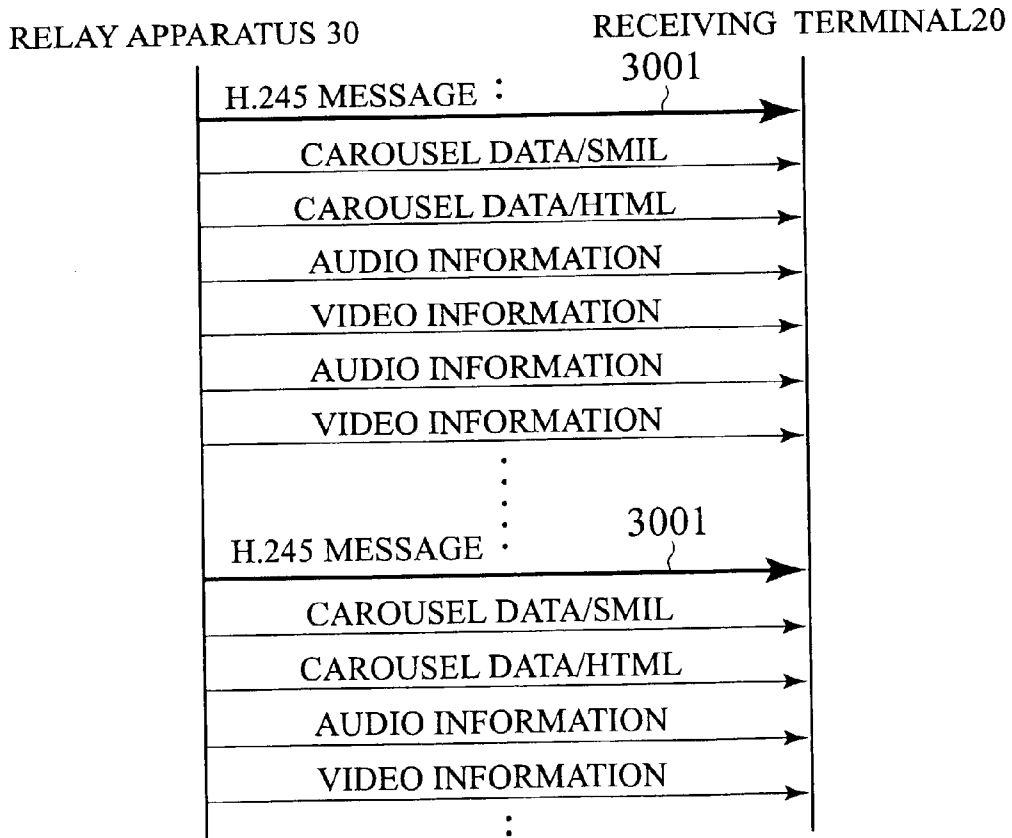 RELAY APPARATUS 30
RECEIVING TERMINAL20
3001
H.245 MESSAGE
CAROUSEL DATA/SMIL
CAROUSEL DATA/HTML
AUDIO INFORMATION
VIDEO INFORMATION
AUDIO INFORMATION
VIDEO INFORMATION
3001
H.245 MESSAGE
CAROUSEL DATA/SMIL
CAROUSEL DATA/HTML
AUDIO INFORMATION
VIDEO INFORMATION